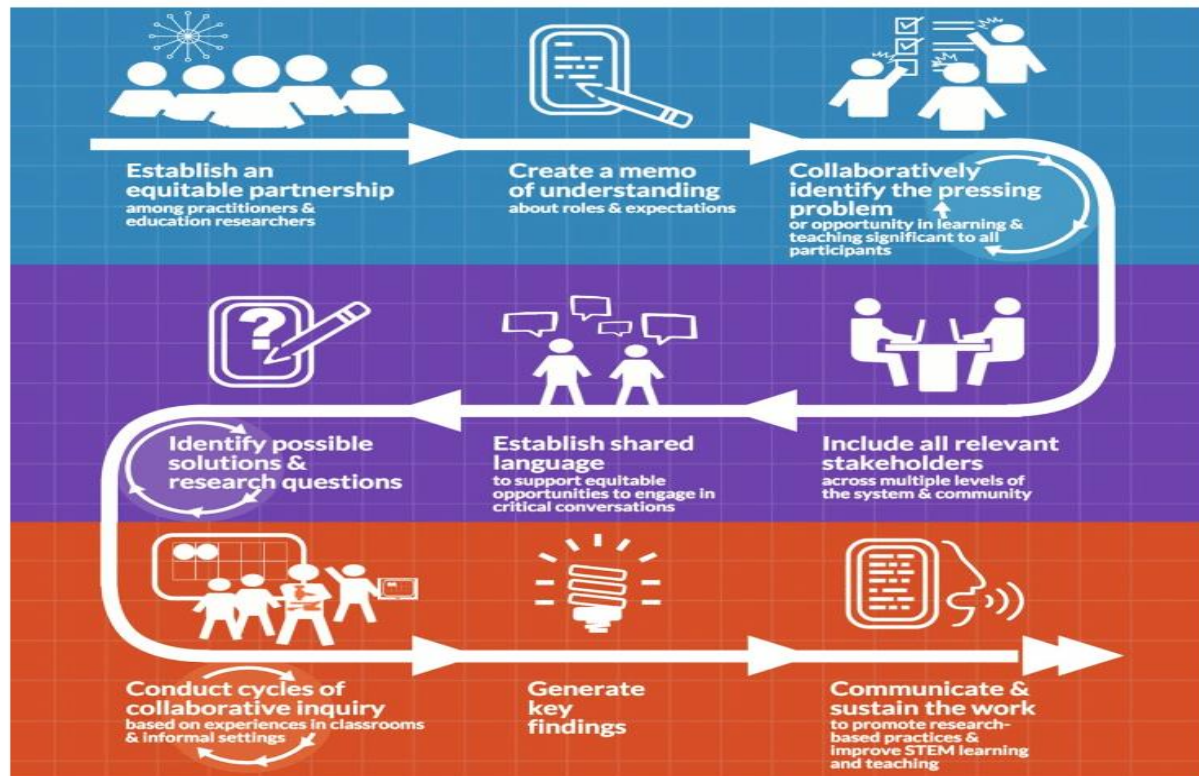 Establish an
equitable partnership
among practitioners &
education researchers
Create a memo
of understanding
about roles & expectations
Collaboratively
identify the pressing
problem
or opportunity in learning &
teaching significant to all
participants
?
Include all relevant
stakeholders
across multiple levels of
the system & community
Establish shared
language
to support equitable
opportunities to engage in
critical conversations
Identify possible
solutions &
research questions
Conduct cycles of
collaborative inquiry
based on experiences in classrooms
& informal settings
Generate
key
findings
Communicate &
sustain the work
to promote research-
based practices &
improve STEM learning
and teaching